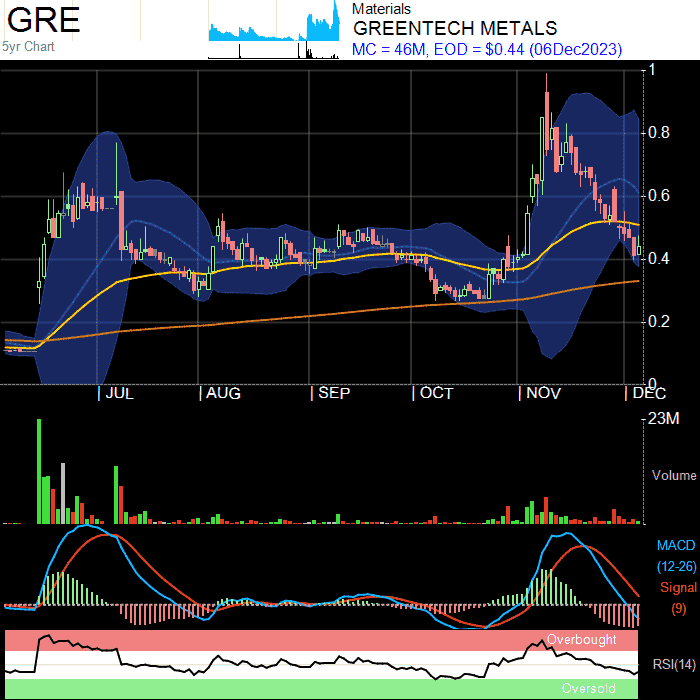 GRE
5yr Chart
Materials
GREENTECH METALS
MC = 46M, EOD = $0.44 (06Dec2023)
1
0.8
0.6
0.4
0.2
0
| JUL | AUG | SEP | OCT | NOV | DEC
23M
Volume
MACD
(12-26)
Signal
(9)
Overbought
RSI(14)
Oversold